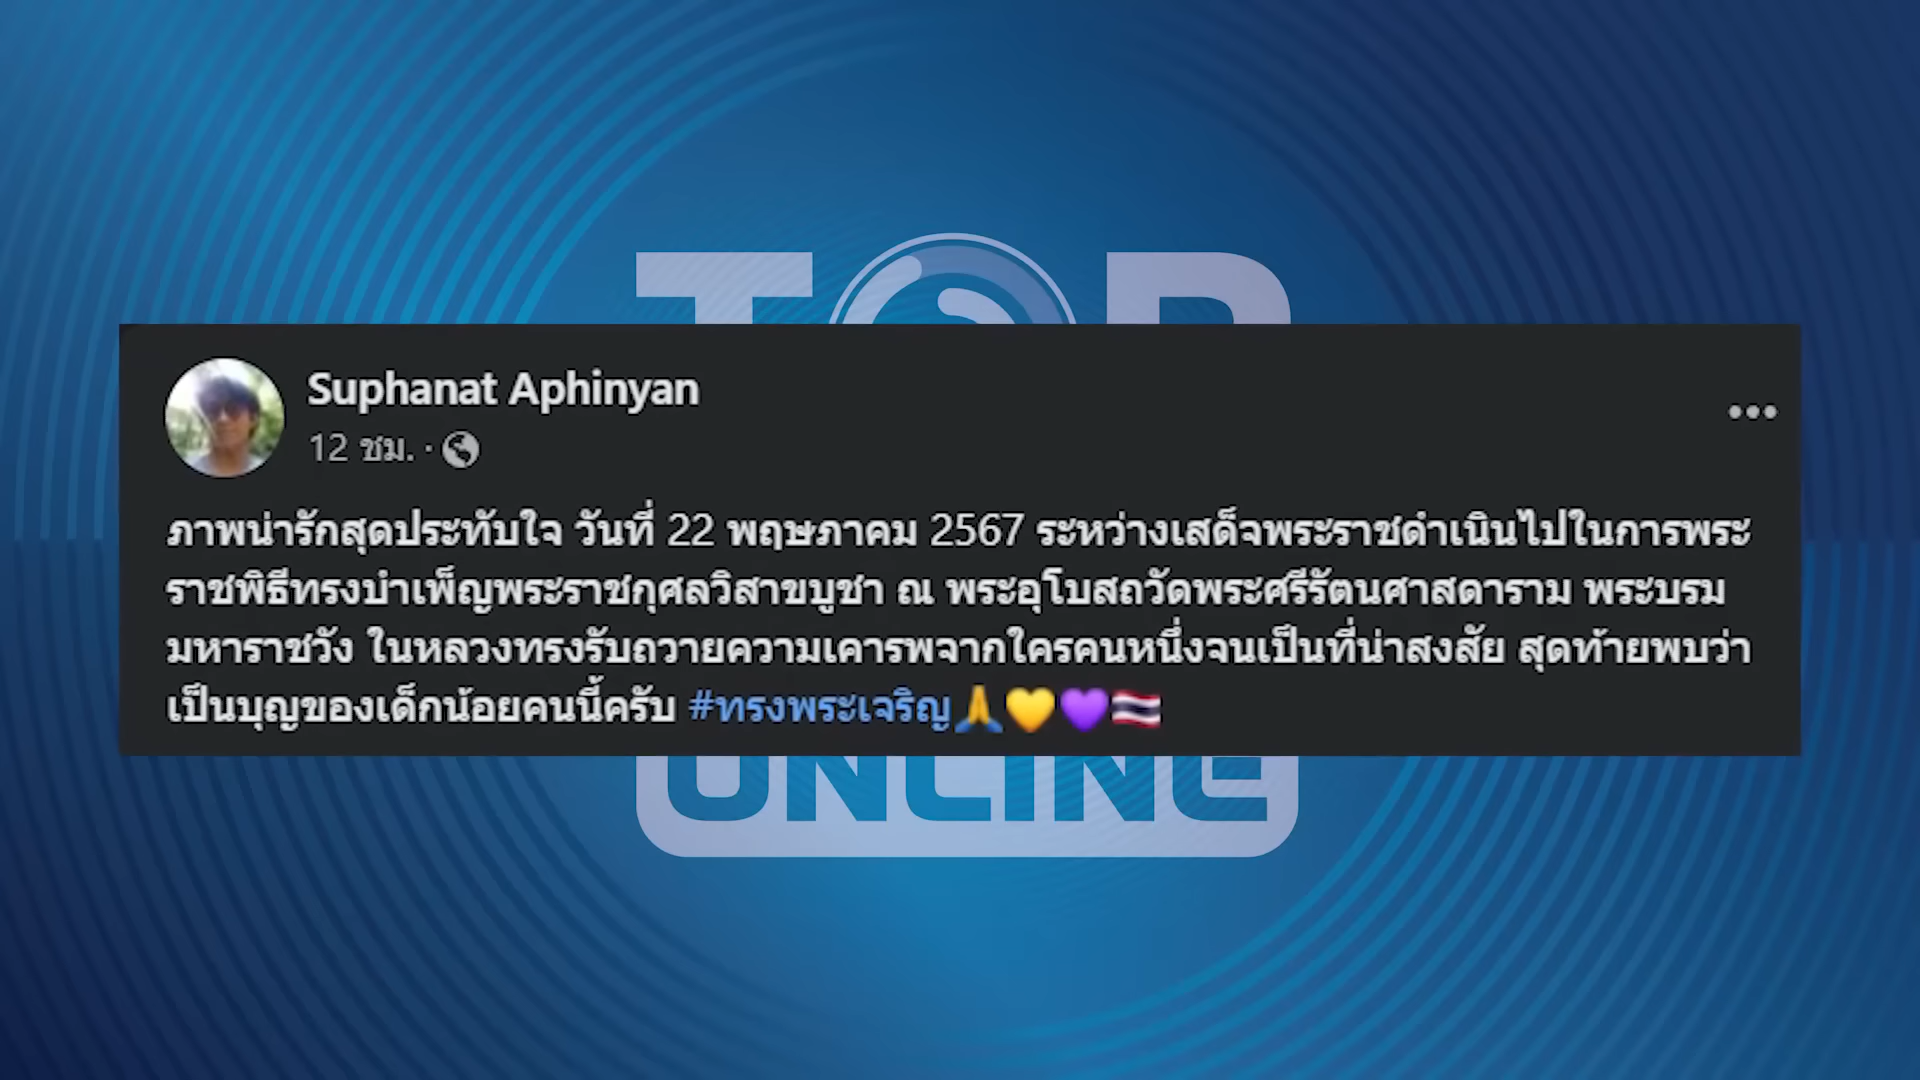 TOP
Suphanat Aphinyan
12 ชม. ·
ภาพน่ารักสุดประทับใจ วันที่ 22 พฤษภาคม 2567 ระหว่างเสด็จพระราชดำเนินไปในการพระ
ราชพิธีทรงบำเพ็ญพระราชกุศลวิสาขบูชา ณ พระอุโบสถวัดพระศรีรัตนศาสดาราม พระบรม
มหาราชวัง ในหลวงทรงรับถวายความเคารพจากใครคนหนึ่งจนเป็นที่น่าสงสัย สุดท้ายพบว่า
เป็นบุญของเด็กน้อยคนนี้ครับ #ทรงพระเจริญ🙏💛💜🇹🇭
ONLINE